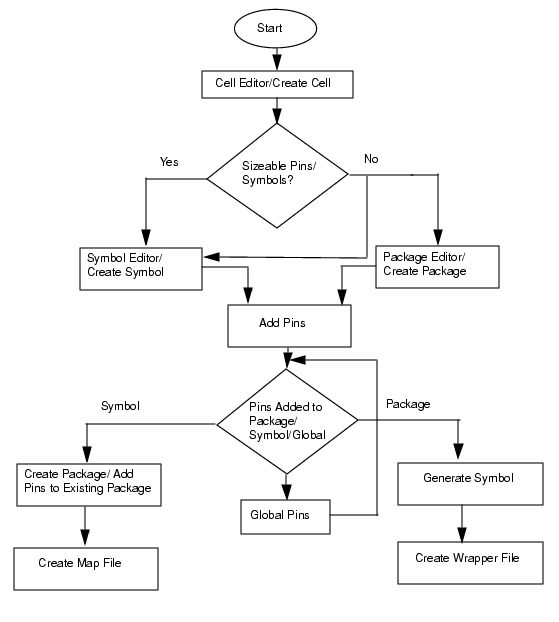 Start
Cell Editor/Create Cell
Sizeable Pins/
Symbols?
Yes
No
Symbol Editor/
Create Symbol
Package Editor/
Create Package
Add Pins
Pins Added to
Package/
Symbol/Global
Symbol
Package
Create Package/ Add
Pins to Existing Package
Global Pins
Generate Symbol
Create Map File
Create Wrapper File